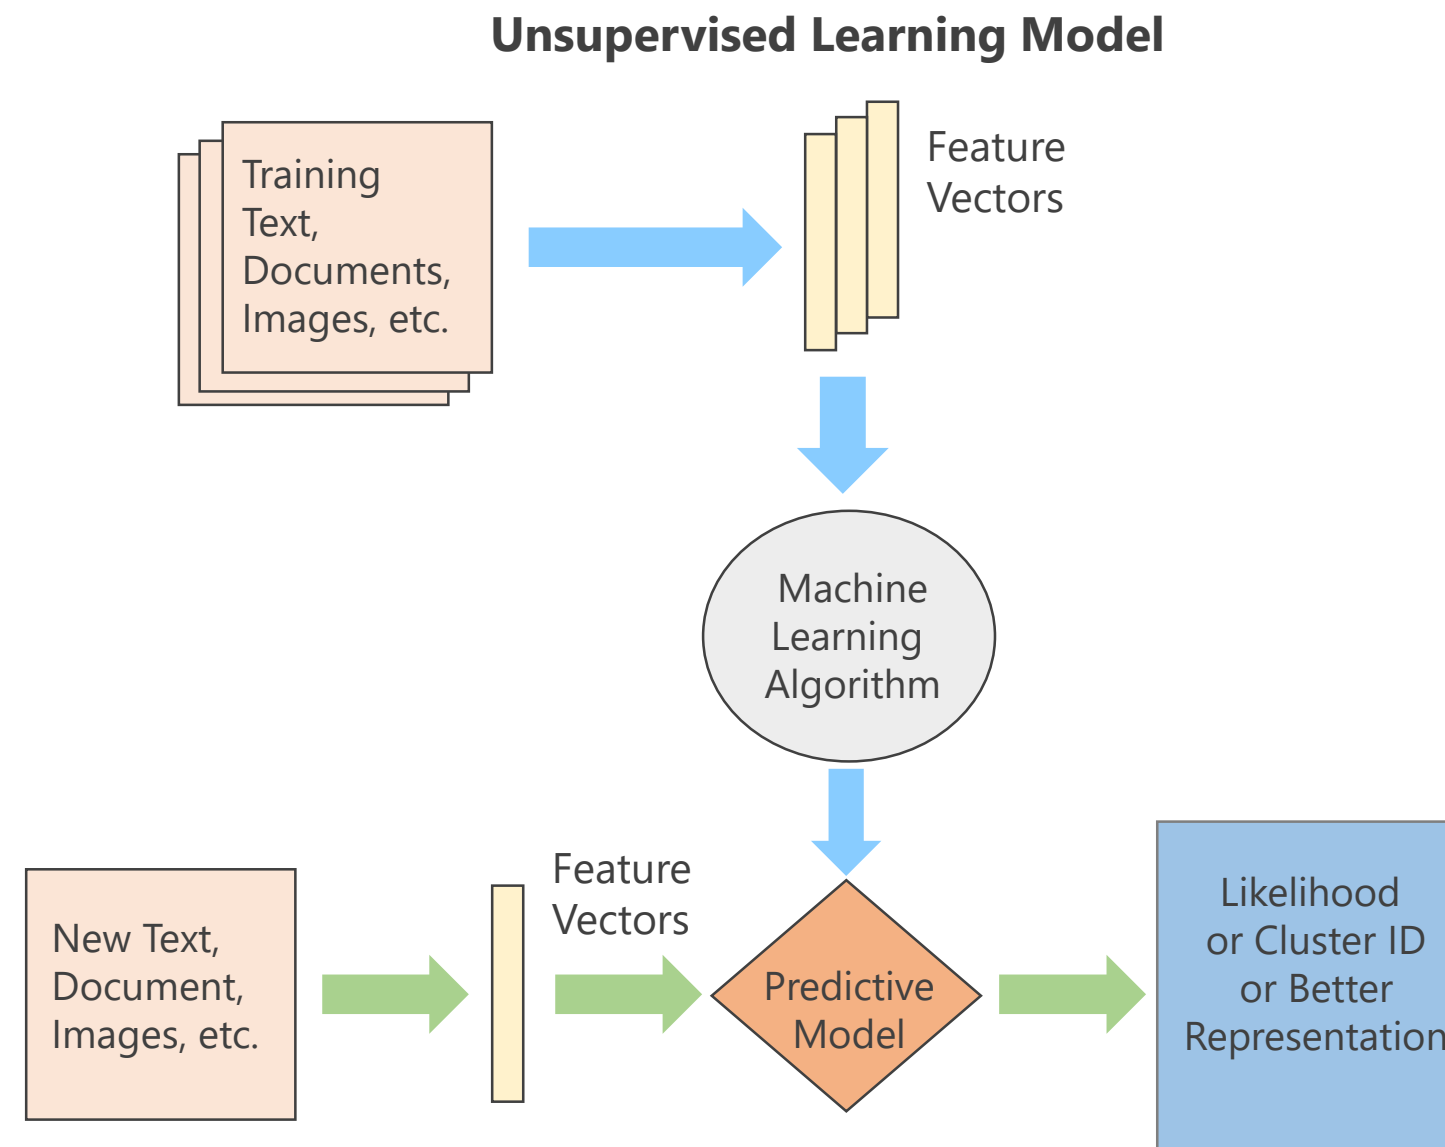 Unsupervised Learning Model
Training
Text,
Documents,
Images, etc.
Feature
Vectors
Machine
Learning
Algorithm
Feature
Vectors
New Text,
Document,
Images, etc.
Predictive
Model
Likelihood
or Cluster ID
or Better
Representation